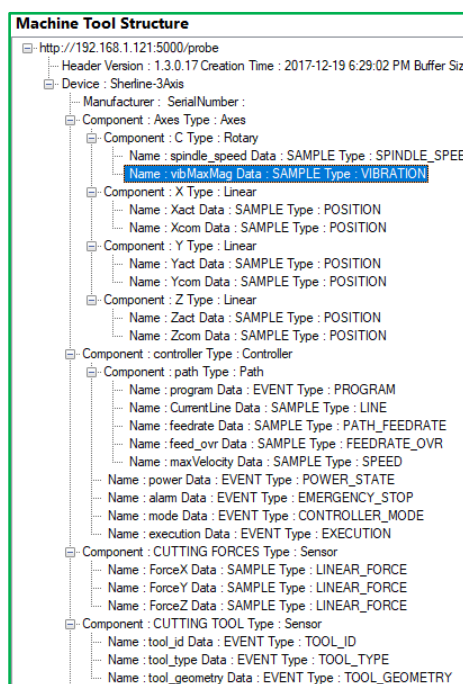 Machine Tool Structure
http://192.168.1.121:5000/probe
Header Version : 1.3.0.17 Creation Time : 2017-12-19 6:29:02 PM Buffer Siz
Device : Sherline-3Axis
Manufacturer : SerialNumber :
Component : Axes Type : Axes
Component : C Type : Rotary
Name : spindle_speed Data : SAMPLE Type : SPINDLE_SPEE
Name : vibMaxMag Data : SAMPLE Type : VIBRATION
Component : X Type : Linear
Name : Xact Data : SAMPLE Type : POSITION
Name : Xcom Data : SAMPLE Type : POSITION
Component : Y Type : Linear
Name : Yact Data : SAMPLE Type : POSITION
Name : Ycom Data : SAMPLE Type : POSITION
Component : Z Type : Linear
Name : Zact Data : SAMPLE Type : POSITION
Name : Zcom Data : SAMPLE Type : POSITION
Component : controller Type : Controller
Component : path Type : Path
Name : program Data : EVENT Type : PROGRAM
Name : CurrentLine Data : SAMPLE Type : LINE
Name : feedrate Data : SAMPLE Type : PATH_FEEDRATE
Name : feed_ovr Data : SAMPLE Type : FEEDRATE_OVR
Name : maxVelocity Data : SAMPLE Type : SPEED
Name : power Data : EVENT Type : POWER_STATE
Name : alarm Data : EVENT Type : EMERGENCY_STOP
Name : mode Data : EVENT Type : CONTROLLER_MODE
Name : execution Data : EVENT Type : EXECUTION
Component : CUTTING FORCES Type : Sensor
Name : ForceX Data : SAMPLE Type : LINEAR_FORCE
Name : ForceY Data : SAMPLE Type : LINEAR_FORCE
Name : ForceZ Data : SAMPLE Type : LINEAR_FORCE
Component : CUTTING TOOL Type : Sensor
Name : tool_id Data : EVENT Type : TOOL_ID
Name : tool_type Data : EVENT Type : TOOL_TYPE
Name : tool_geometry Data : EVENT Type : TOOL_GEOMETRY